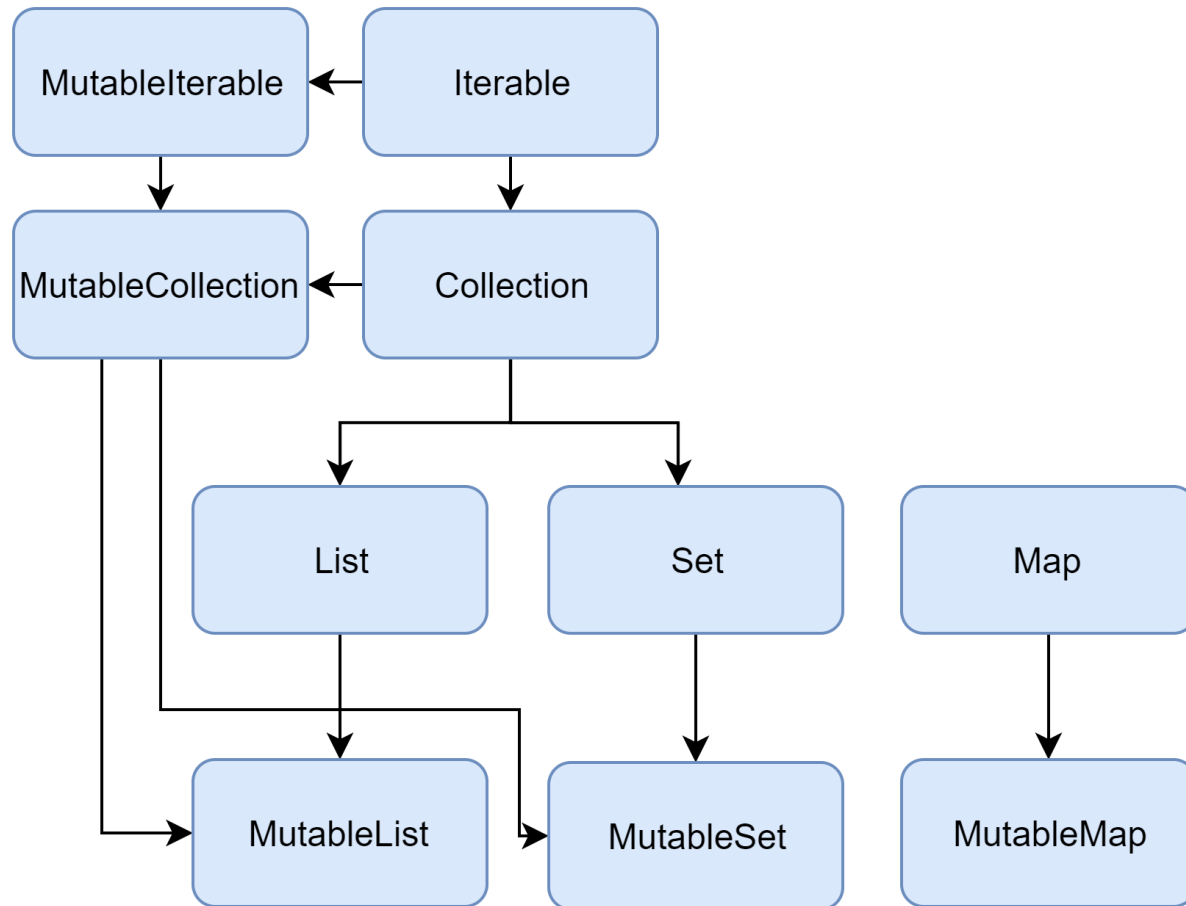 MutableIterable
Iterable
MutableCollection
Collection
List
Set
Map
MutableList
MutableSet
MutableMap